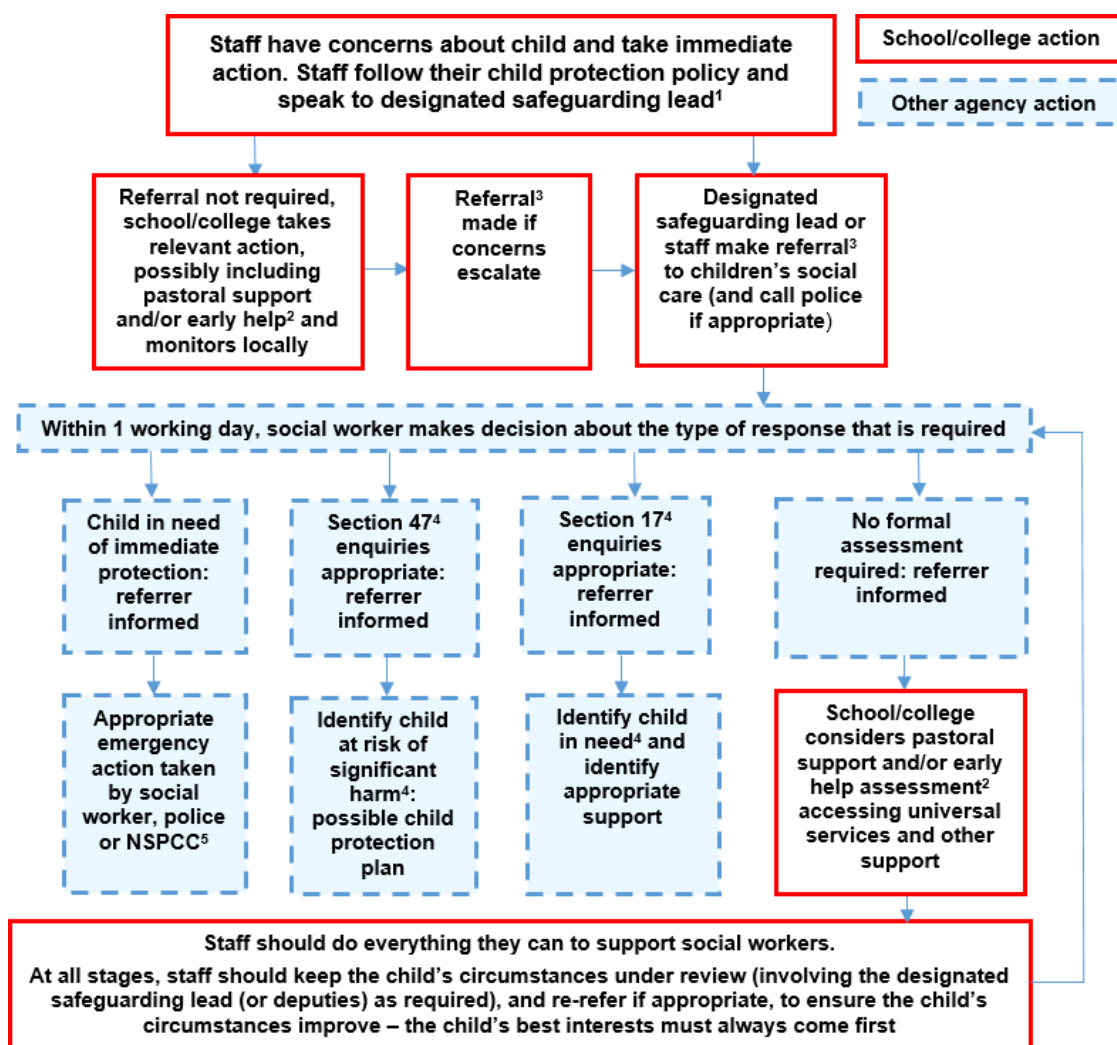 Staff have concerns about child and take immediate
action. Staff follow their child protection policy and
speak to designated safeguarding lead¹
School/college action
Other agency action
Referral not required,
school/college takes
relevant action,
possibly including
pastoral support
and/or early help² and
monitors locally
Referral³
made if
concerns
escalate
Designated
safeguarding lead or
staff make referral³
to children’s social
care (and call police
if appropriate)
Within 1 working day, social worker makes decision about the type of response that is required
Child in need
of immediate
protection:
referrer
informed
Section 47⁴
enquiries
appropriate:
referrer
informed
Section 17⁴
enquiries
appropriate:
referrer
informed
No formal
assessment
required: referrer
informed
Appropriate
emergency
action taken
by social
worker, police
or NSPCC⁵
Identify child
at risk of
significant
harm⁴:
possible child
protection
plan
Identify child
in need⁴ and
identify
appropriate
support
School/college
considers pastoral
support and/or early
help assessment²
accessing universal
services and other
support
Staff should do everything they can to support social workers.
At all stages, staff should keep the child’s circumstances under review (involving the designated
safeguarding lead (or deputies) as required), and re-refer if appropriate, to ensure the child’s
circumstances improve – the child’s best interests must always come first